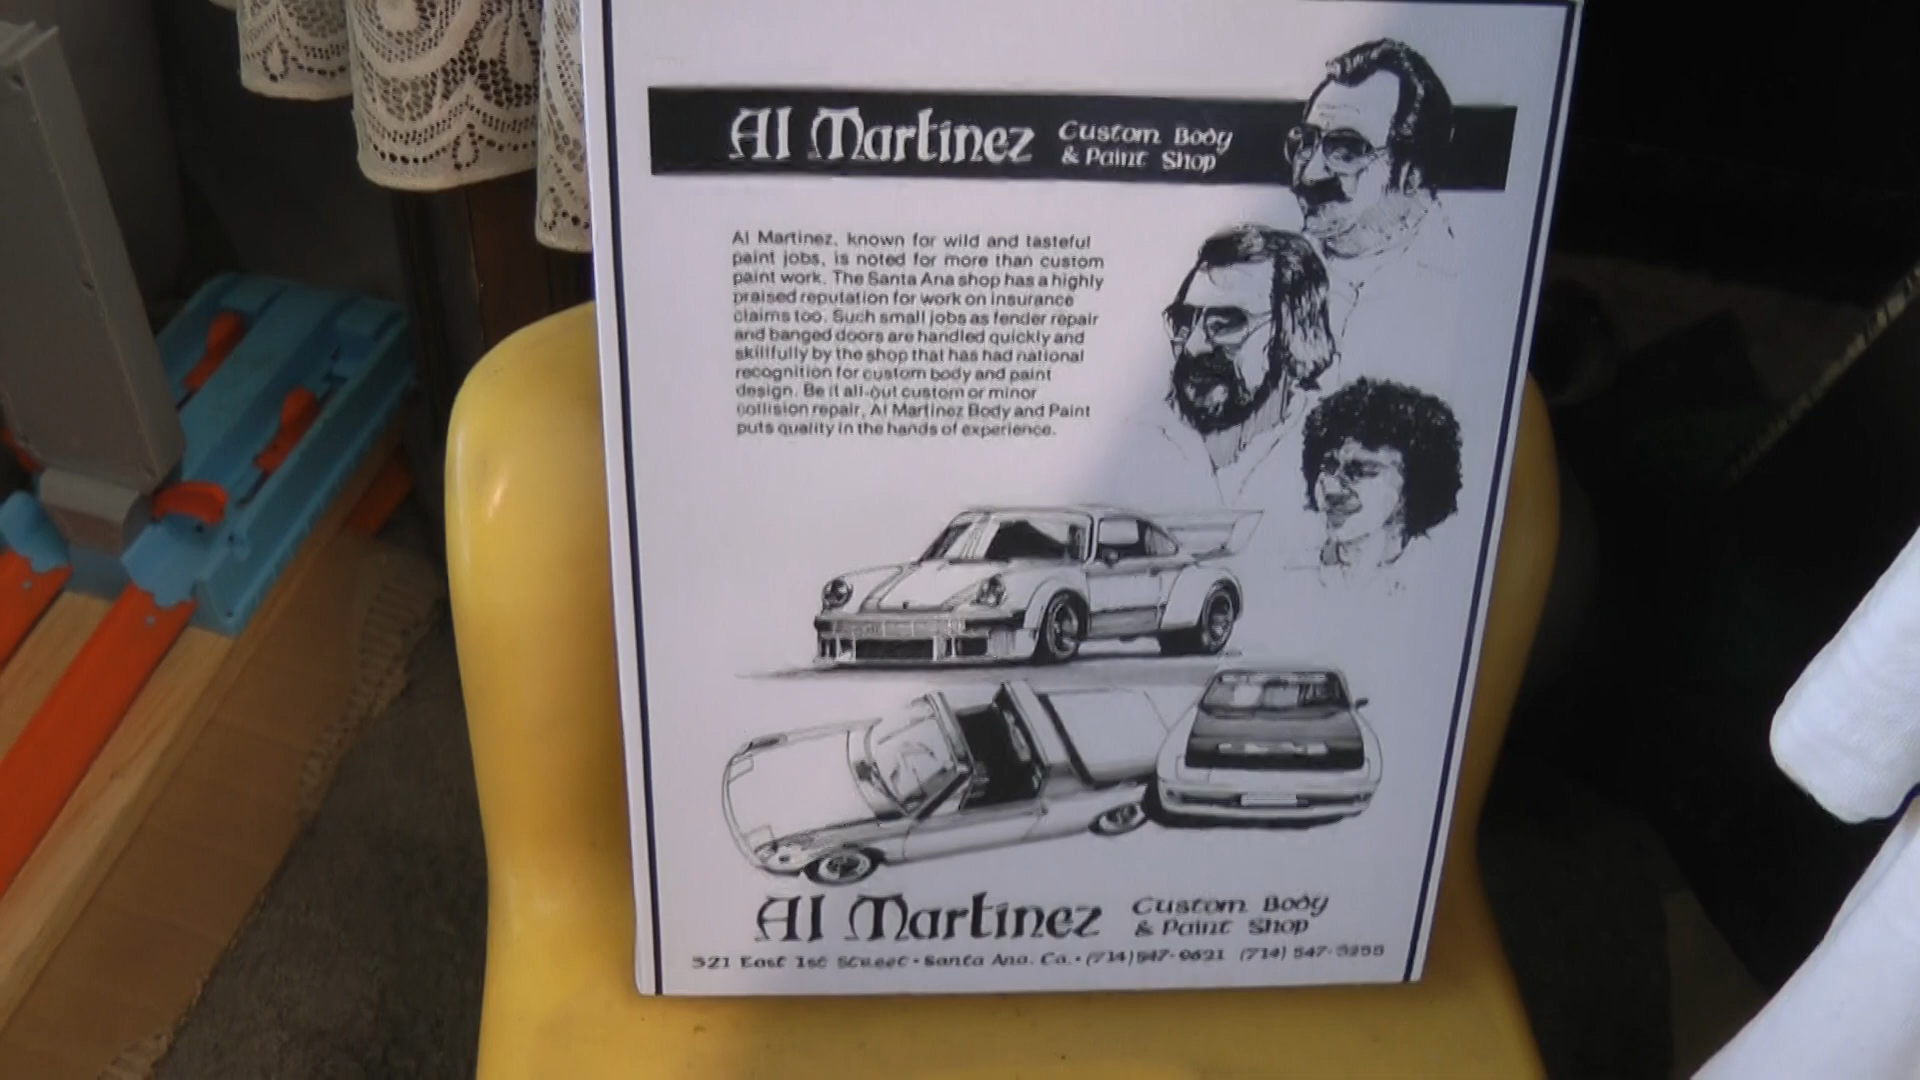 Al Martinez Custom Body
& Paint Shop
Al Martinez, known for wild and tasteful
paint jobs, is noted for more than custom
paint work. The Santa Ana shop has a highly
praised reputation for work on insurance
claims too. Such small jobs as fender repair
and banged doors are handled quickly and
skillfully by the shop that has had national
recognition for custom body and paint
design. Be it all-out custom or minor
collision repair, Al Martinez Body and Paint
puts quality in the hands of experience.
Al Martinez Custom Body
& Paint Shop
521 East 1st Street • Santa Ana. Ca. • (714) 547-0621 (714) 547-